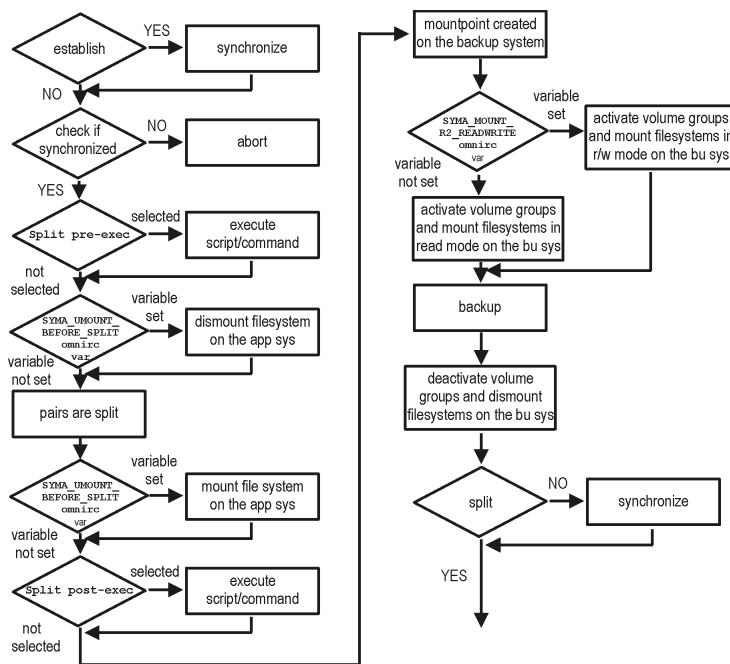 establish
YES
synchronize
NO
check if
synchronized
NO
abort
YES
Split pre-exec
selected
execute
script/command
not
selected
SYMA_UMOUNT_
BEFORE_SPLIT
omnirc
var
variable
set
dismount filesystem
on the app sys
variable
not set
pairs are split
SYMA_UMOUNT_
BEFORE_SPLIT
omnirc
var
variable
set
mount file system
on the app sys
variable
not set
Split post-exec
selected
execute
script/command
not
selected
mountpoint created
on the backup system
SYMA_MOUNT_
R2_READWRITE
omnirc
var
variable
set
activate volume groups
and mount filesystems in
r/w mode on the bu sys
variable
not set
activate volume groups
and mount filesystems in
read mode on the bu sys
backup
deactivate volume
groups and dismount
filesystems on the bu sys
split
NO
synchronize
YES